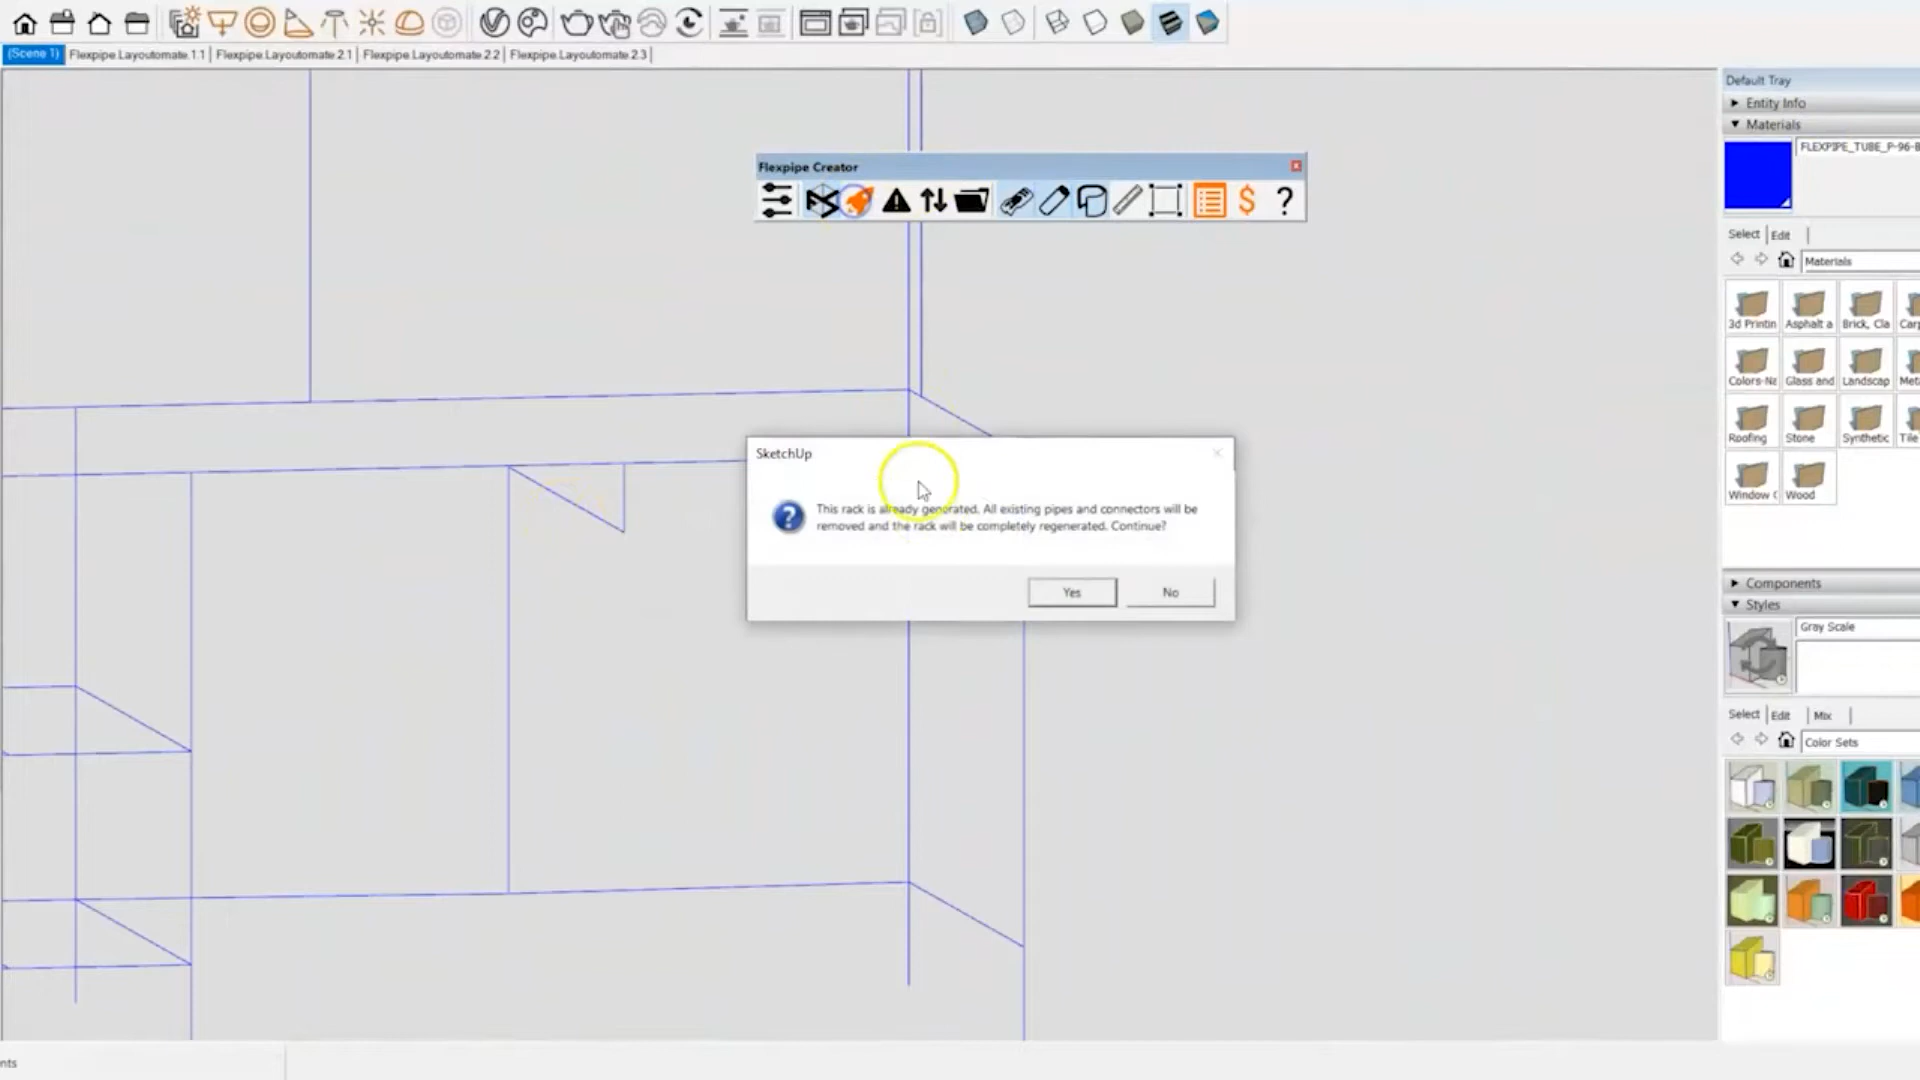 (Scene 1) Flexpipe.Layoutomate.1.1 Flexpipe.Layoutomate.2.1 Flexpipe.Layoutomate.2.2 Flexpipe.Layoutomate.2.3
Default Tray
Entity Info
Materials
FLEXPIPE_TUBE_P-96-B
Flexpipe Creator
$ ?
Select Edit
Materials
3d Printin Asphalt a Brick, Cla Carp
Colors-Na Glass and Landscap Meta
Roofing Stone Synthetic Tile
Window C Wood
SketchUp
?
This rack is already generated. All existing pipes and connectors will be
removed and the rack will be completely regenerated. Continue?
Yes No
Components
Styles
Gray Scale
Select Edit Mix
Color Sets
nts